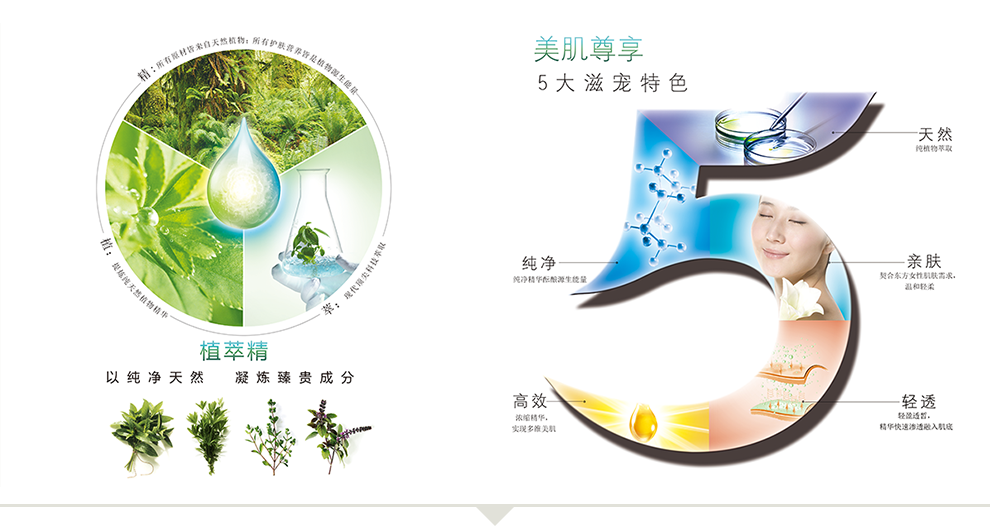 精：所有原材皆来自天然植物；所有护肤营养皆是植物源生能量
植：提炼纯天然植物精华
萃：现代顶尖科技萃取
植萃精
以纯净天然 凝炼臻贵成分
美肌尊享
5大滋宠特色
天然
纯植物萃取
纯净
纯净精华酝酿源生能量
亲肤
契合东方女性肌肤需求，
温和轻柔
高效
浓缩精华，
实现多维美肌
轻透
轻盈透皙，
精华快速渗透融入肌底